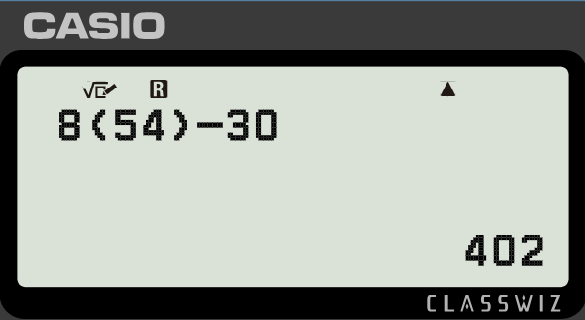 CASIO
√□ R ▲
8(54)−30
402
CLASSWIZ